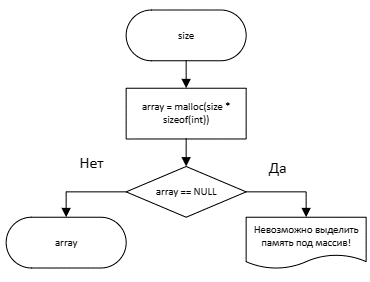 size
array = malloc(size *
sizeof(int))
Нет
Да
array == NULL
array
Невозможно выделить
память под массив!